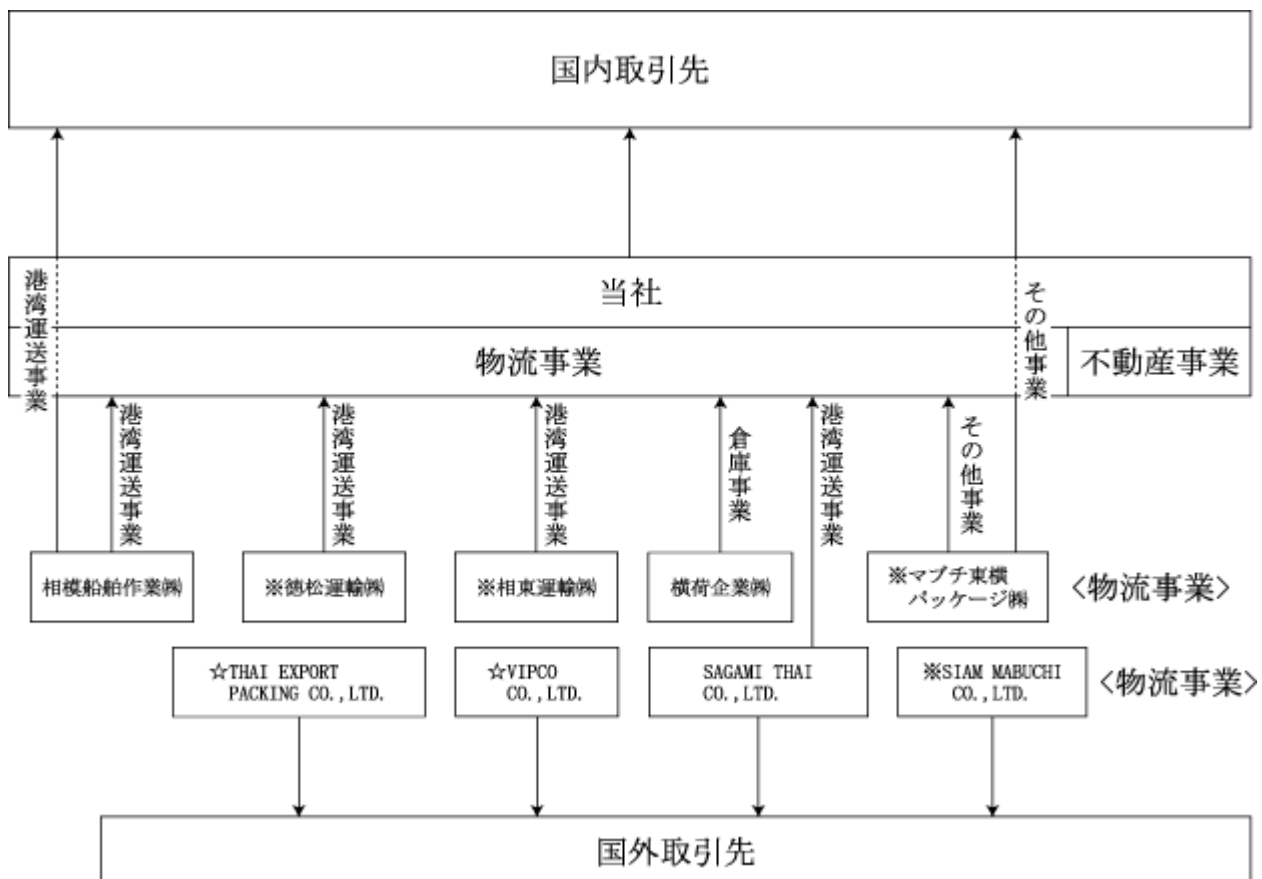 国内取引先
港湾運送事業
当社
その他事業
物流事業
不動産事業
港湾運送事業
港湾運送事業
港湾運送事業
倉庫事業
港湾運送事業
その他事業
相模船舶作業㈱
※徳松運輸㈱
※相東運輸㈱
横荷企業㈱
※マブチ東横
パッケージ㈱
<物流事業>
☆THAI EXPORT
PACKING CO.,LTD.
☆VIPCO
CO.,LTD.
SAGAMI THAI
CO.,LTD.
※SIAM MABUCHI
CO.,LTD.
<物流事業>
国外取引先